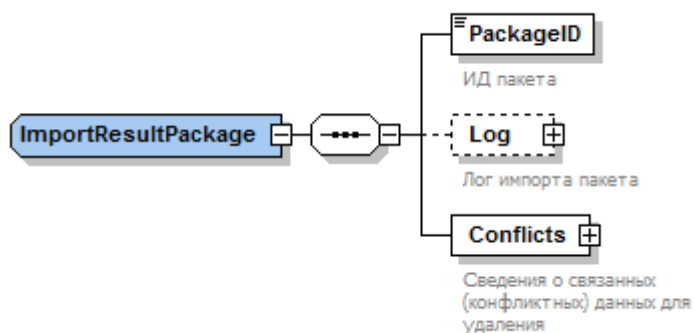 PackageID
ИД пакета
ImportResultPackage
Log
Лог импорта пакета
Conflicts
Сведения о связанных
(конфликтных) данных для
удаления